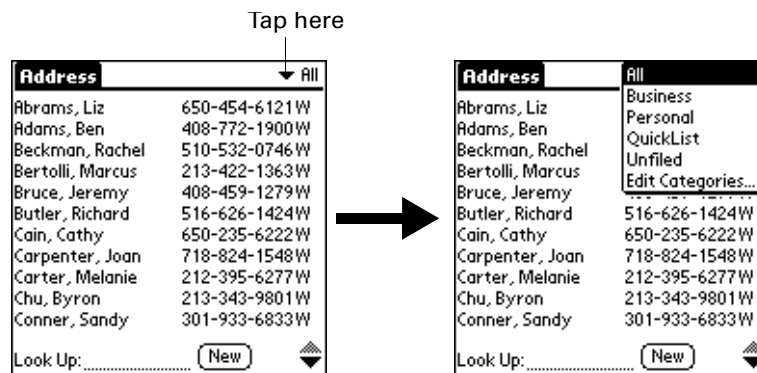 Tap here
Address All
Abrams, Liz 650-454-6121W
Adams, Ben 408-772-1900W
Beckman, Rachel 510-532-0746W
Bertolli, Marcus 213-422-1363W
Bruce, Jeremy 408-459-1279W
Butler, Richard 516-626-1424W
Cain, Cathy 650-235-6222W
Carpenter, Joan 718-824-1548W
Carter, Melanie 212-395-6277W
Chu, Byron 213-343-9801W
Conner, Sandy 301-933-6833W
Look Up: New
Address
All
Business
Personal
QuickList
Unfiled
Edit Categories...
Abrams, Liz
Adams, Ben
Beckman, Rachel
Bertolli, Marcus
Bruce, Jeremy
Butler, Richard 516-626-1424W
Cain, Cathy 650-235-6222W
Carpenter, Joan 718-824-1548W
Carter, Melanie 212-395-6277W
Chu, Byron 213-343-9801W
Conner, Sandy 301-933-6833W
Look Up: New